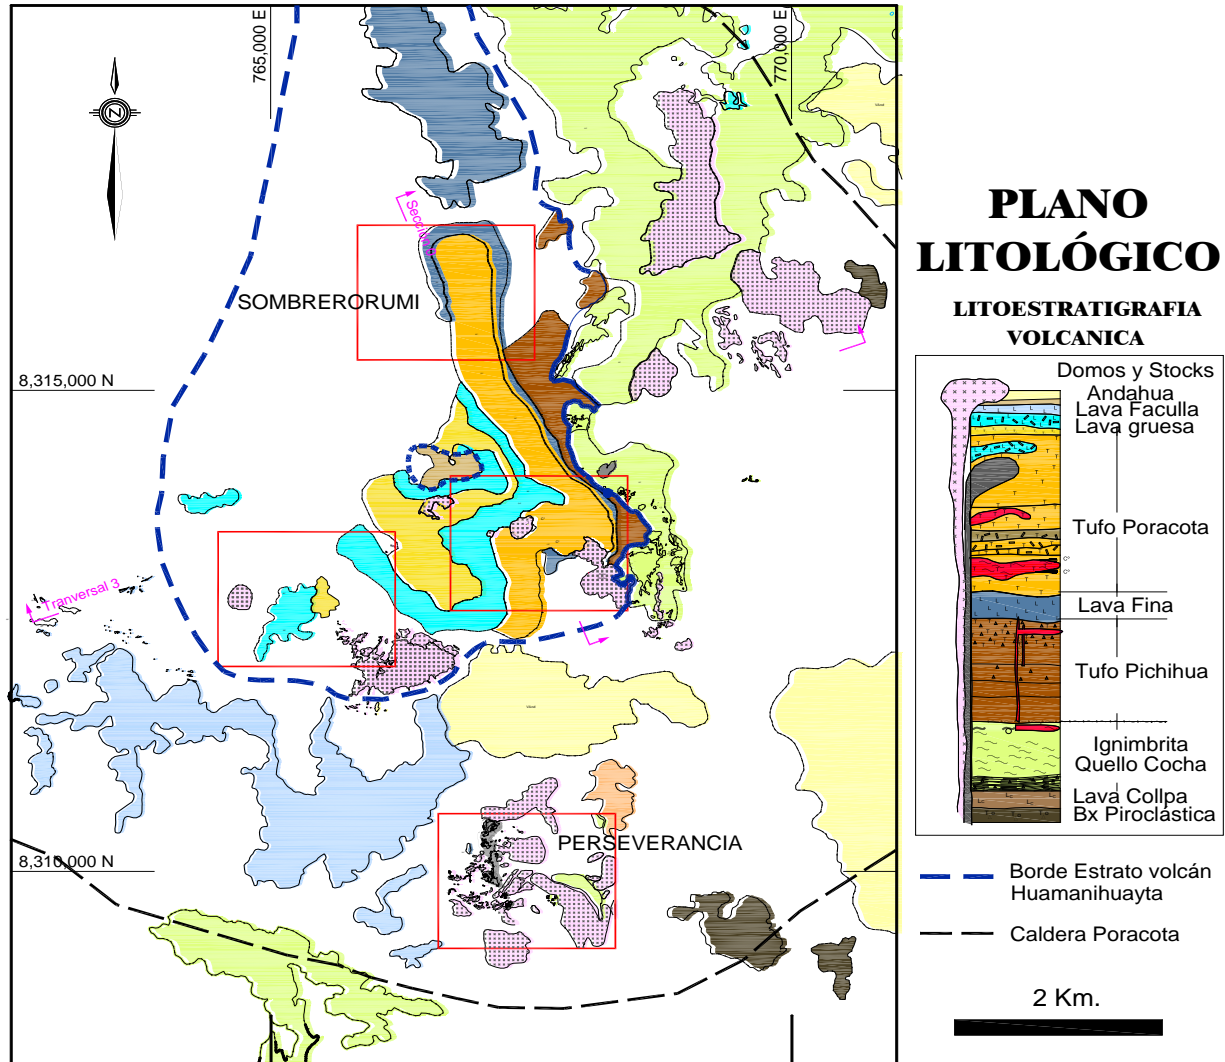 765,000 E
770,000 E
N
Sección
SOMBRERORUMI
8,315,000 N
Tranversal 3
PERSEVERANCIA
8,310,000 N
PLANO
LITOLÓGICO
LITOESTRATIGRAFIA
VOLCANICA
Domos y Stocks
Andahua
Lava Faculla
Lava gruesa
Tufo Poracota
Lava Fina
Tufo Pichihua
Ignimbrita
Quello Cocha
Lava Collpa
Bx Piroclástica
Borde Estrato volcán
Huamanihuayta
Caldera Poracota
2 Km.